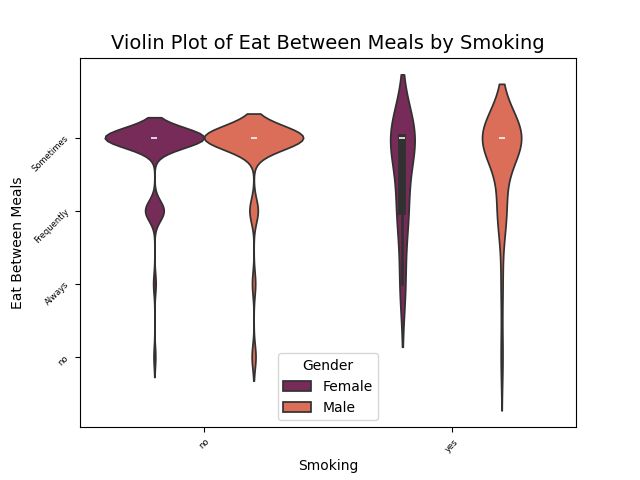 Violin Plot of Eat Between Meals by Smoking
Eat Between Meals
Sometimes
Frequently
Always
no
no
yes
Smoking
Gender
Female
Male